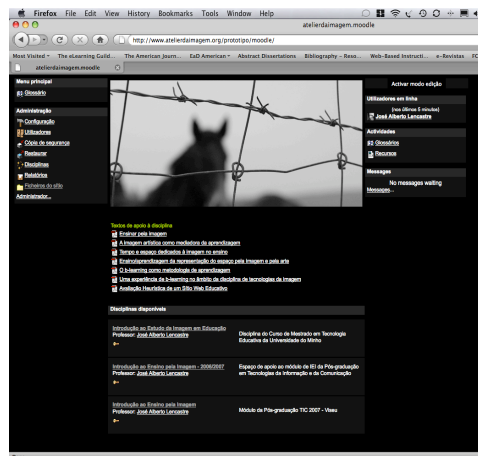 Firefox File Edit View History Bookmarks Tools Window Help
atelierdaimagem.moodle
http://www.atelierdaimagem.org/prototipo/moodle/
Most Visited The eLearning Guild... The American Journ... EaD American Abstract Dissertations Bibliography - Reso... Web-Based Instructi... e-Revistas
atelierdaimagem.moodle
Menu principal
Glossário
Administração
Configuração
Utilizadores
Cópia de segurança
Restaurar
Disciplinas
Relatórios
Ficheiros do sítio
Administrador...
Textos de apoio à disciplina
Ensinar pela imagem
A imagem artística como mediadora da aprendizagem
Tempo e espaço dedicados à imagem no ensino
Ensino/aprendizagem da representação do espaço pela imagem e pela arte
O b-learning como metodologia de aprendizagem
Uma experiência de b-learning no âmbito da disciplina de tecnologias da imagem
Avaliação Heurística de um Sítio Web Educativo
Disciplinas disponíveis
Introdução ao Estudo da Imagem em Educação
Professor: José Alberto Lencastre
Disciplina do Curso de Mestrado em Tecnologia
Educativa da Universidade do Minho
Introdução ao Ensino pela Imagem - 2006/2007
Professor: José Alberto Lencastre
Espaço de apoio ao módulo de IEI da Pós-graduação
em Tecnologias da Informação e da Comunicação
Introdução ao Ensino pela Imagem
Professor: José Alberto Lencastre
Módulo da Pós-graduação TIC 2007 - Viseu
Activar modo edição
Utilizadores em linha
(nos últimos 5 minutos)
José Alberto Lencastre
Actividades
Glossários
Recursos
Messages
No messages waiting
Messages...